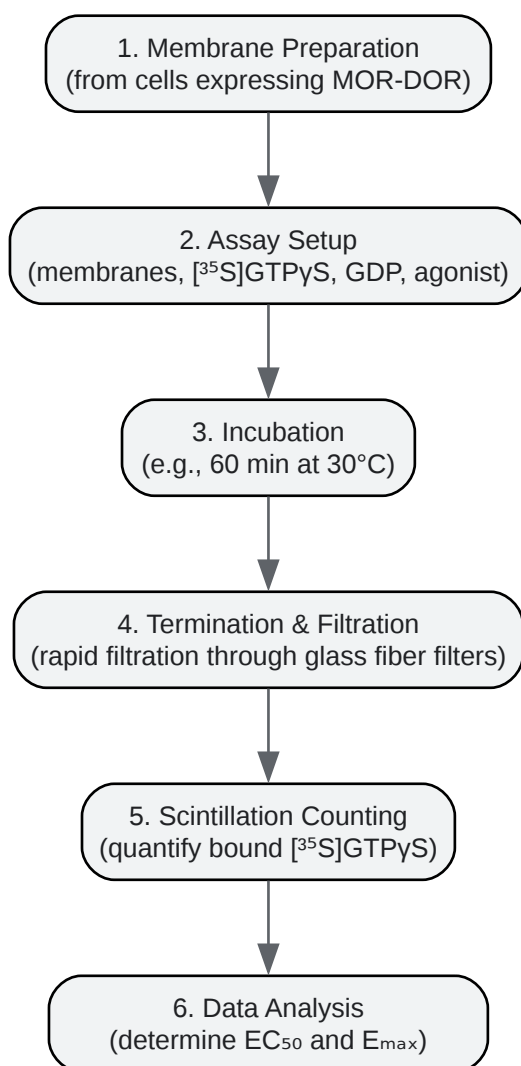 1. Membrane Preparation
(from cells expressing MOR-DOR)
2. Assay Setup
(membranes, [³⁵S]GTPγS, GDP, agonist)
3. Incubation
(e.g., 60 min at 30°C)
4. Termination & Filtration
(rapid filtration through glass fiber filters)
5. Scintillation Counting
(quantify bound [³⁵S]GTPγS)
6. Data Analysis
(determine EC₅₀ and Eₘₐₓ)